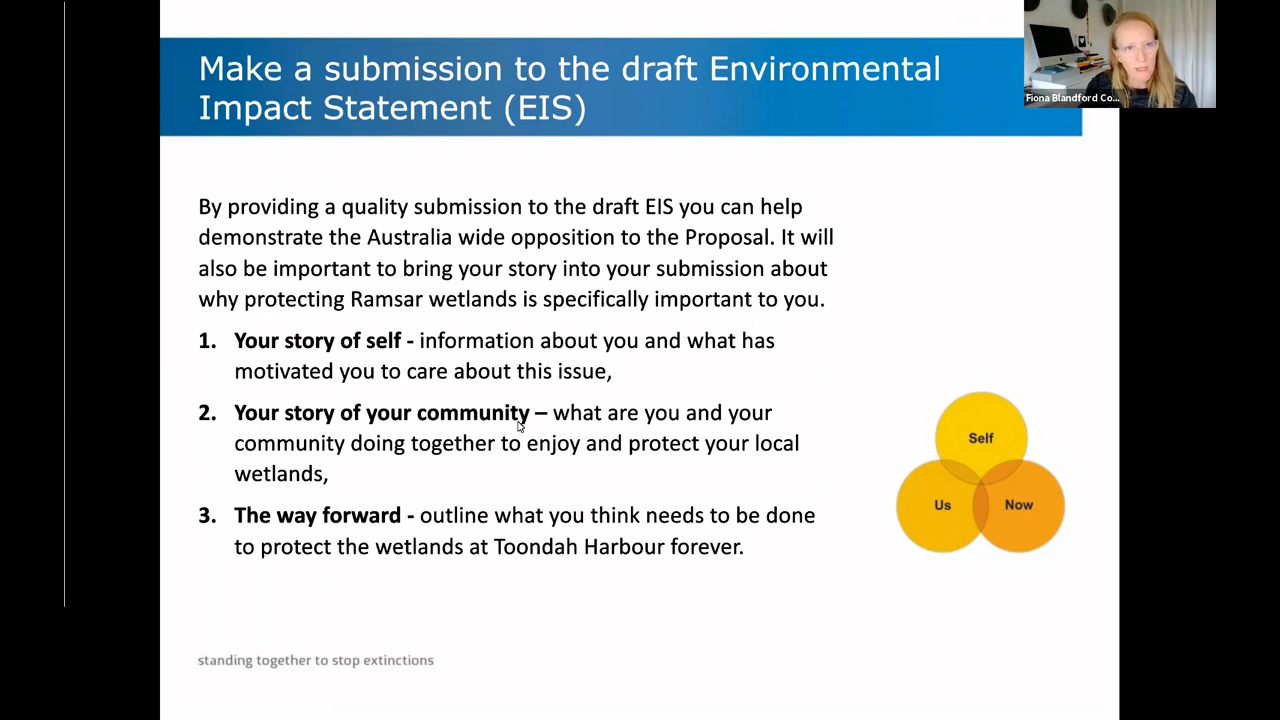 Make a submission to the draft Environmental
Impact Statement (EIS)
Fiona Blandford Co...
By providing a quality submission to the draft EIS you can help
demonstrate the Australia wide opposition to the Proposal. It will
also be important to bring your story into your submission about
why protecting Ramsar wetlands is specifically important to you.
1. Your story of self - information about you and what has
motivated you to care about this issue,
2. Your story of your community – what are you and your
community doing together to enjoy and protect your local
wetlands,
3. The way forward - outline what you think needs to be done
to protect the wetlands at Toondah Harbour forever.
Self
Us Now
standing together to stop extinctions